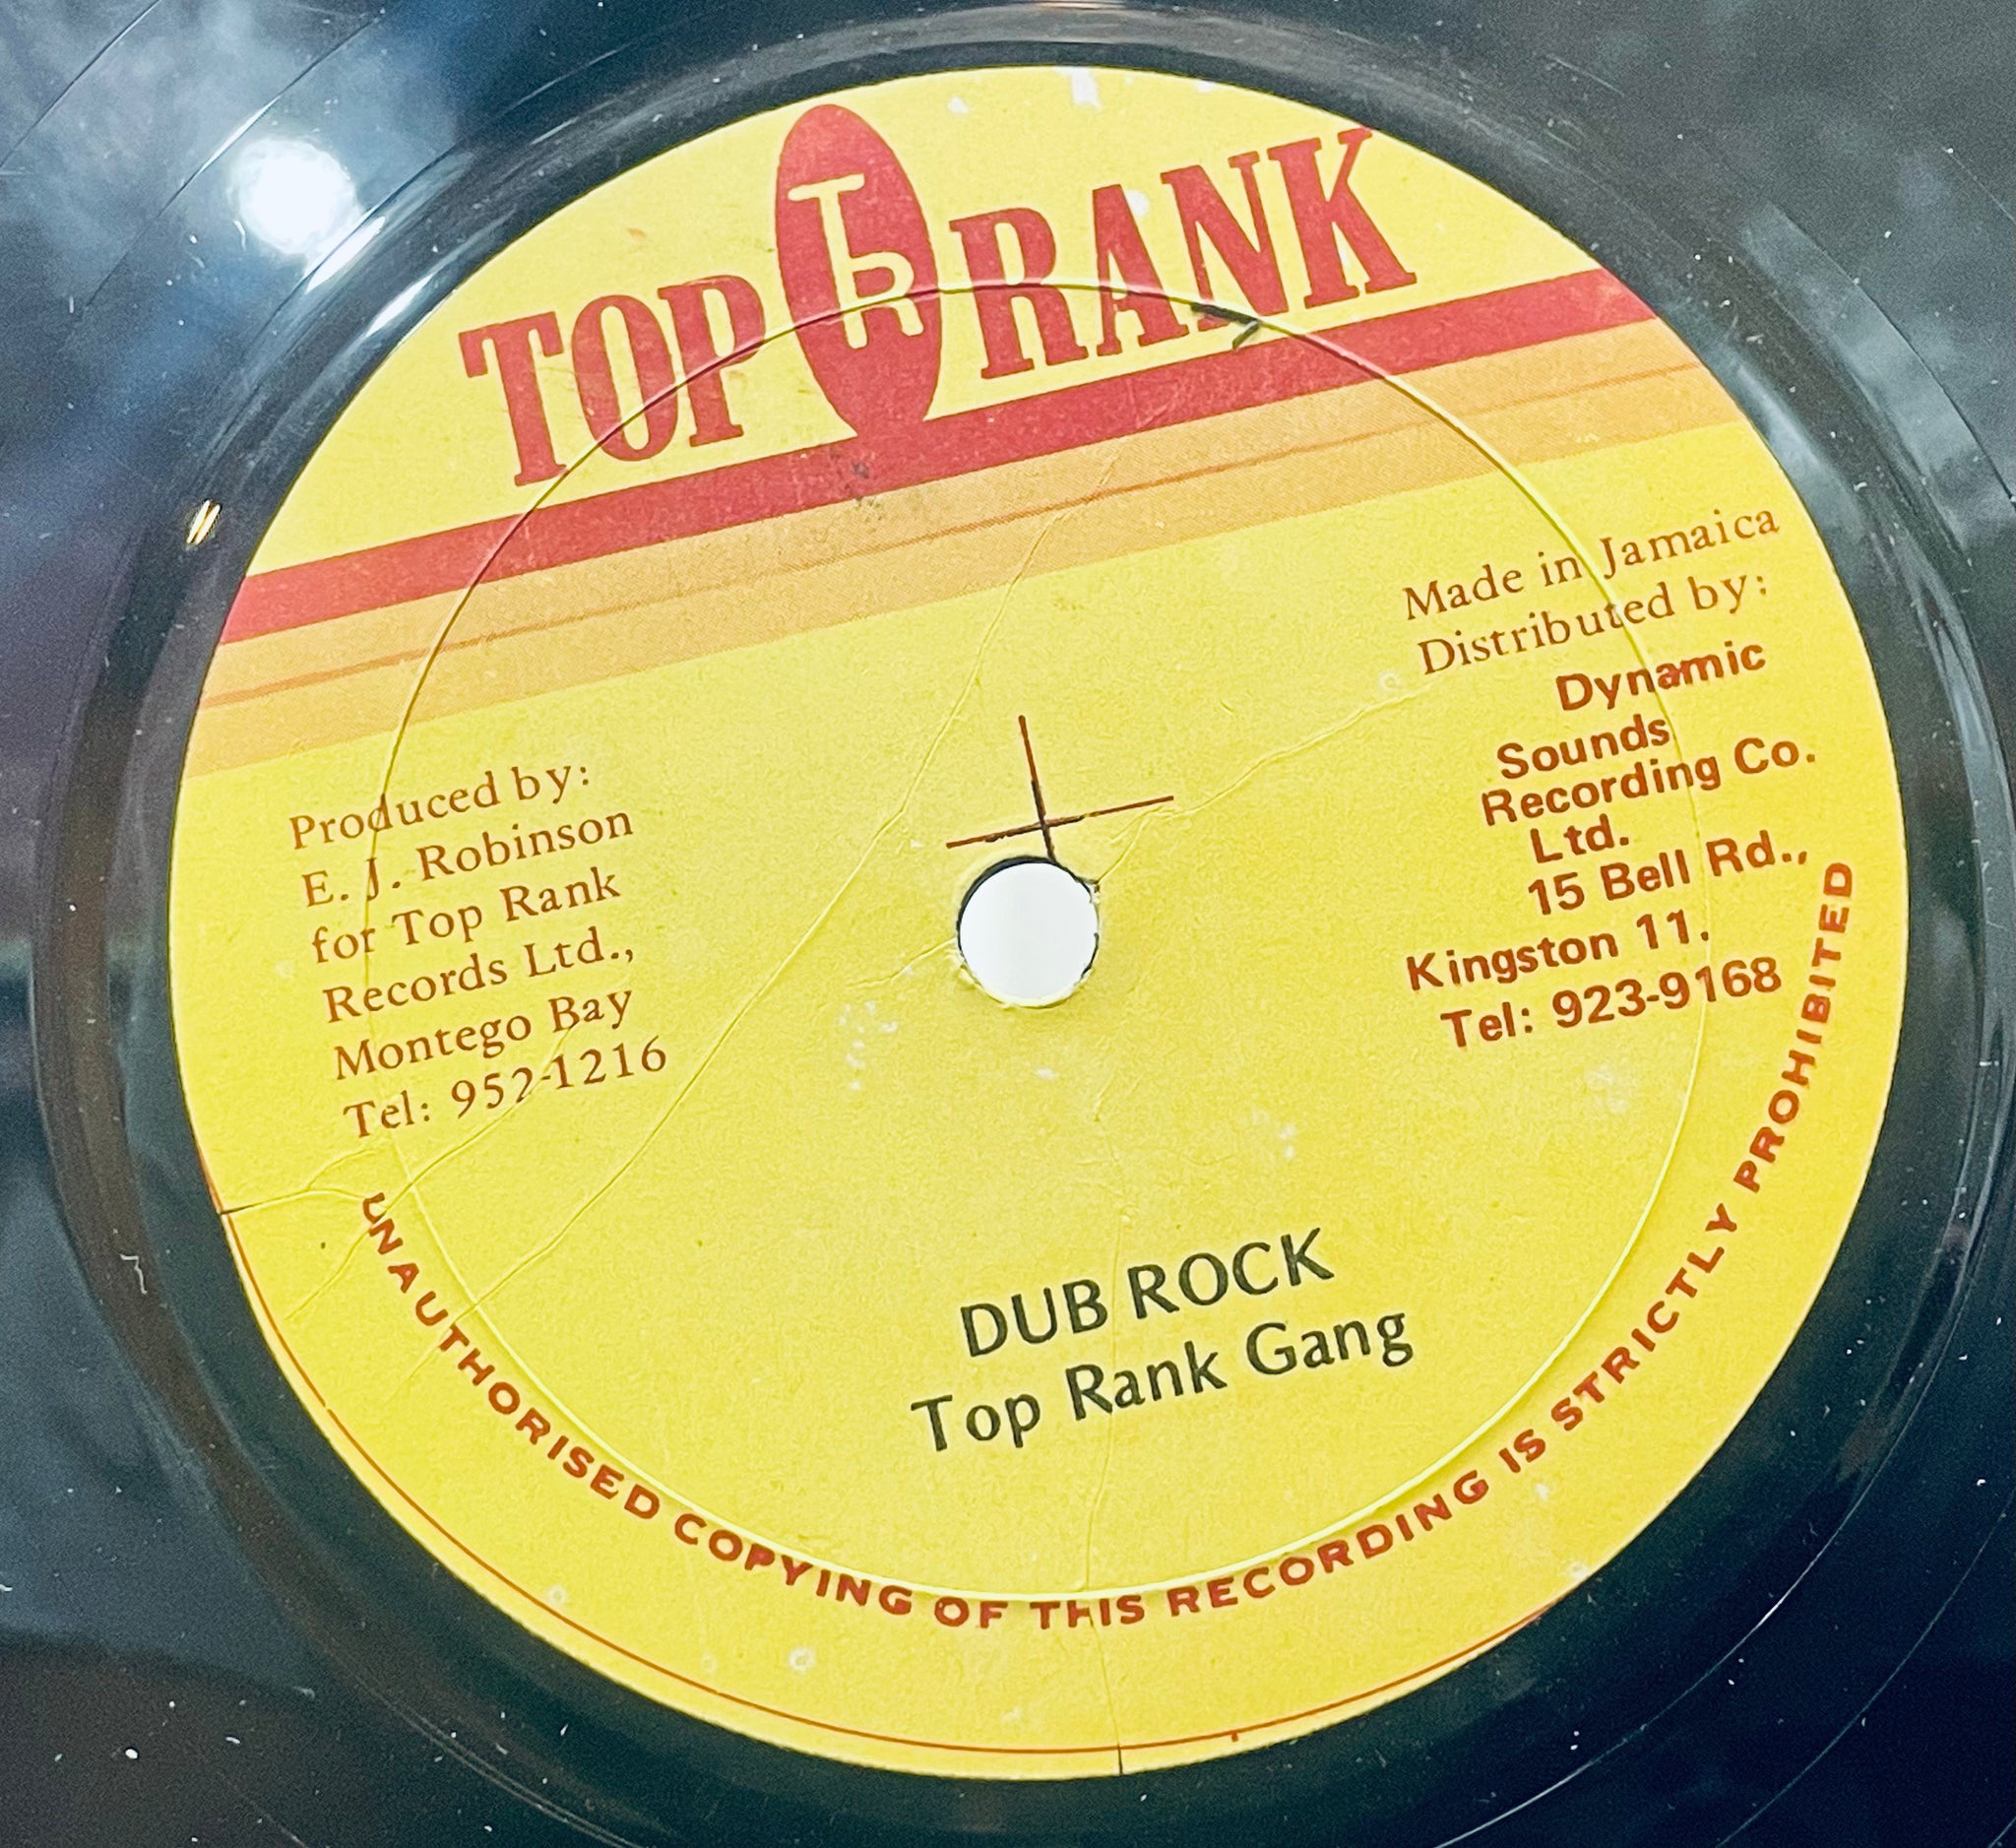 TOP TR RANK
Produced by:
E. J. Robinson
for Top Rank
Records Ltd.,
Montego Bay
Tel: 952-1216
Made in Jamaica
Distributed by:
Dynamic
Sounds
Recording Co.
Ltd.
15 Bell Rd.,
Kingston 11.
Tel: 923-9168
DUB ROCK
Top Rank Gang
UNAUTHORISED COPYING OF THIS RECORDING IS STRICTLY PROHIBITED